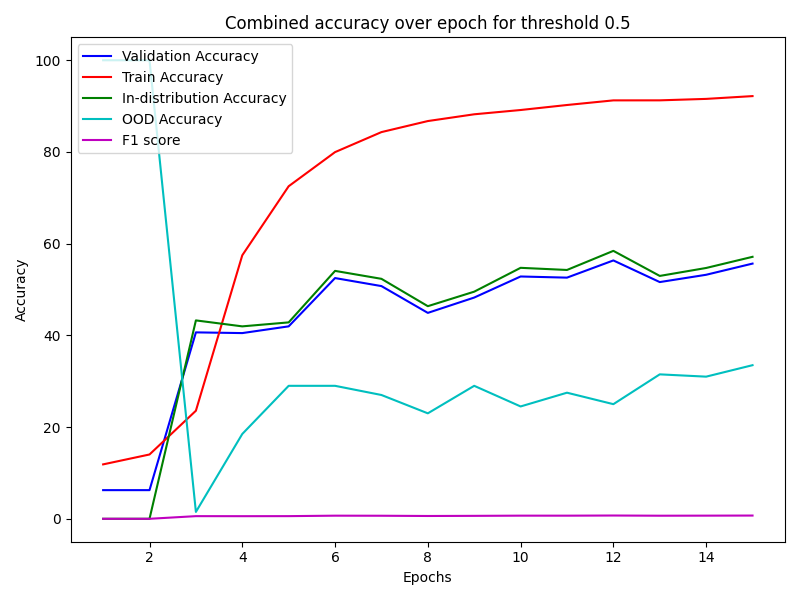 Combined accuracy over epoch for threshold 0.5
Validation Accuracy
Train Accuracy
In-distribution Accuracy
OOD Accuracy
F1 score
Accuracy
100
80
60
40
20
0
2 4 6 8 10 12 14
Epochs